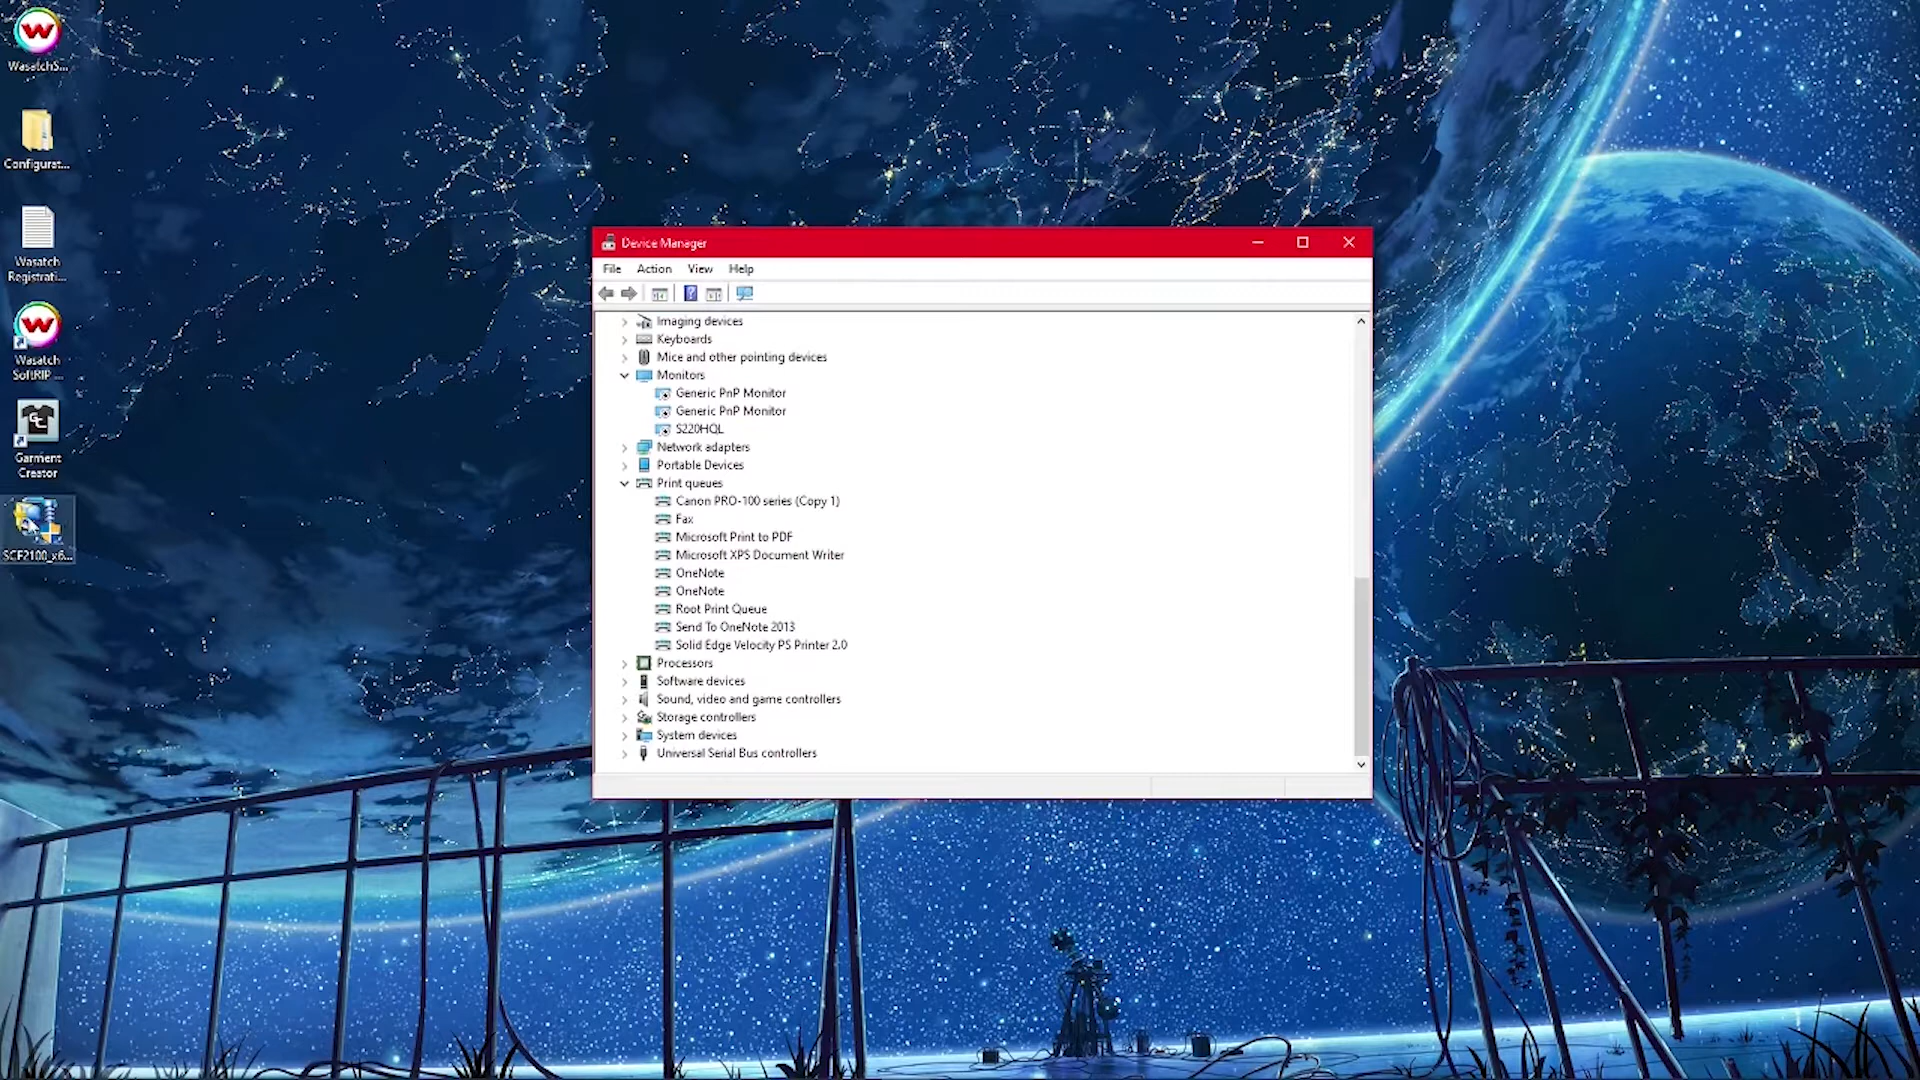 WasatchS...
Configurat...
Wasatch
Registrati...
Wasatch
SoftRIP ...
GC
Garment
Creator
SCF2100_x6...
Device Manager
File Action View Help
Imaging devices
Keyboards
Mice and other pointing devices
Monitors
Generic PnP Monitor
Generic PnP Monitor
S220HQL
Network adapters
Portable Devices
Print queues
Canon PRO-100 series (Copy 1)
Fax
Microsoft Print to PDF
Microsoft XPS Document Writer
OneNote
OneNote
Root Print Queue
Send To OneNote 2013
Solid Edge Velocity PS Printer 2.0
Processors
Software devices
Sound, video and game controllers
Storage controllers
System devices
Universal Serial Bus controllers